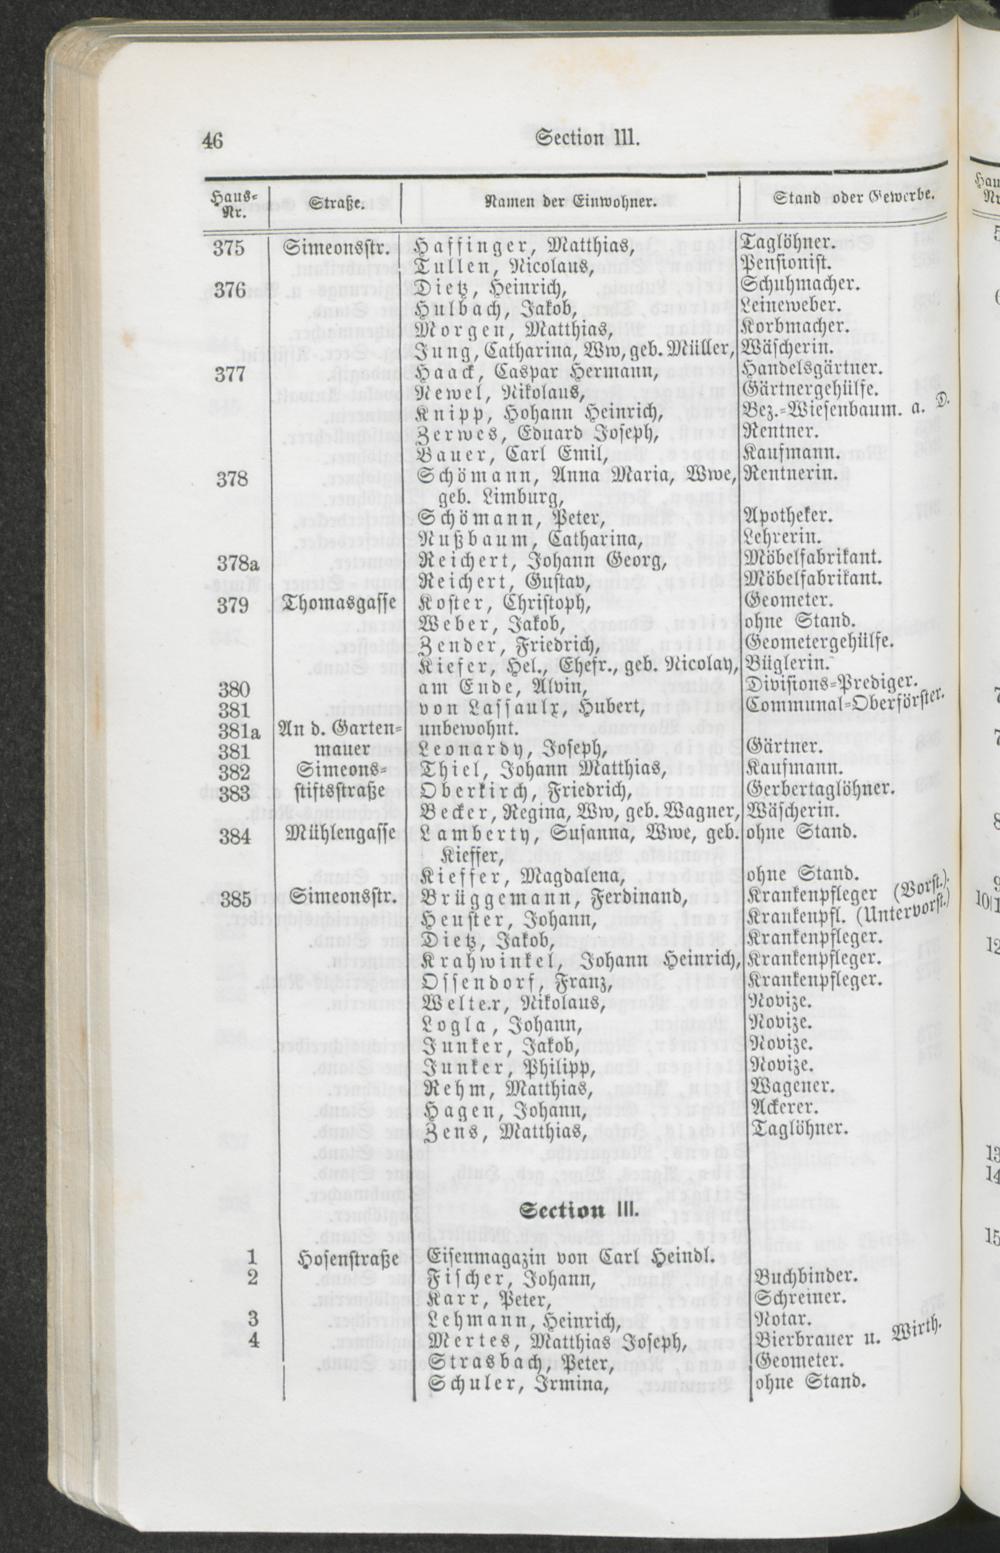 46 Section III.
Haus-Nr. Straße. Namen der Einwohner. Stand oder Gewerbe.
375 Simeonsstr. Haffinger, Matthias, Taglöhner.
Tullen, Nicolaus, Pensionist.
376 Dietz, Heinrich, Schuhmacher.
Hulbach, Jakob, Leineweber.
Morgen, Matthias, Korbmacher.
Jung, Catharina, Ww, geb. Müller, Wäscherin.
377 Haack, Caspar Hermann, Handelsgärtner.
Newel, Nikolaus, Gärtnergehülfe.
Knipp, Hohann Heinrich, Bez.-Wiesenbaum. a. D.
Zerwes, Eduard Joseph, Rentner.
Bauer, Carl Emil, Kaufmann.
378 Schömann, Anna Maria, Wwe, Rentnerin.
geb. Limburg,
Schömann, Peter, Apotheker.
Nußbaum, Catharina, Lehrerin.
378a Reichert, Johann Georg, Möbelfabrikant.
Reichert, Gustav, Möbelfabrikant.
379 Thomasgasse Koster, Christoph, Geometer.
Weber, Jakob, ohne Stand.
Zender, Friedrich, Geometergehülfe.
Kiefer, Hel., Ehefr., geb. Nicolay, Büglerin.
380 am Ende, Alvin, Divisions-Prediger.
381 von Lassaulx, Hubert, Communal-Oberförster.
381a An d. Garten- unbewohnt.
381 mauer Leonardy, Joseph, Gärtner.
382 Simeons- Thiel, Johann Matthias, Kaufmann.
383 stiftsstraße Oberkirch, Friedrich, Gerbertaglöhner.
Becker, Regina, Ww, geb. Wagner, Wäscherin.
384 Mühlengasse Lamberty, Susanna, Wwe, geb. ohne Stand.
Kieffer,
Kieffer, Magdalena, ohne Stand.
385 Simeonsstr. Brüggemann, Ferdinand, Krankenpfleger (Vorst.).
Heuster, Johann, Krankenpfl. (Untervorst.)
Dietz, Jakob, Krankenpfleger.
Krahwinkel, Johann Heinrich, Krankenpfleger.
Ossendorf, Franz, Krankenpfleger.
Welter, Nikolaus, Novize.
Logla, Johann, Novize.
Junker, Jakob, Novize.
Junker, Philipp, Novize.
Rehm, Matthias, Wagener.
Hagen, Johann, Ackerer.
Zens, Matthias, Taglöhner.
Section III.
1 Hosenstraße Eisenmagazin von Carl Heindl.
2 Fischer, Johann, Buchbinder.
Karr, Peter, Schreiner.
3 Lehmann, Heinrich, Notar.
4 Mertes, Matthias Joseph, Bierbrauer u. Wirth.
Strasbach, Peter, Geometer.
Schuler, Irmina, ohne Stand.